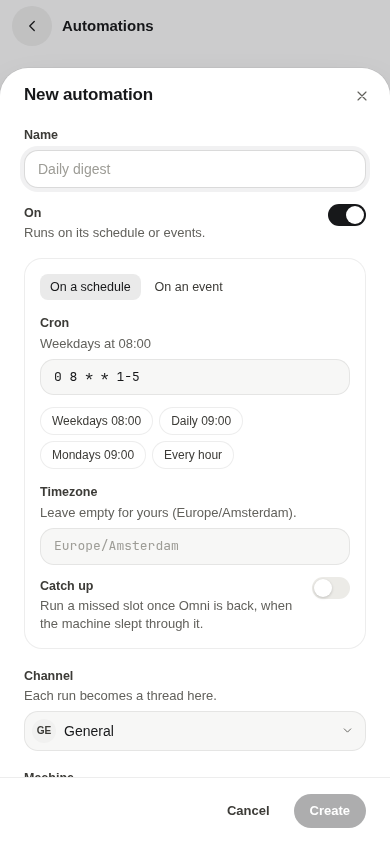 Automations
New automation
Name
Daily digest
On
Runs on its schedule or events.
On a schedule
On an event
Cron
Weekdays at 08:00
0 8 * * 1-5
Weekdays 08:00
Daily 09:00
Mondays 09:00
Every hour
Timezone
Leave empty for yours (Europe/Amsterdam).
Europe/Amsterdam
Catch up
Run a missed slot once Omni is back, when
the machine slept through it.
Channel
Each run becomes a thread here.
GE General
Machine
Cancel
Create